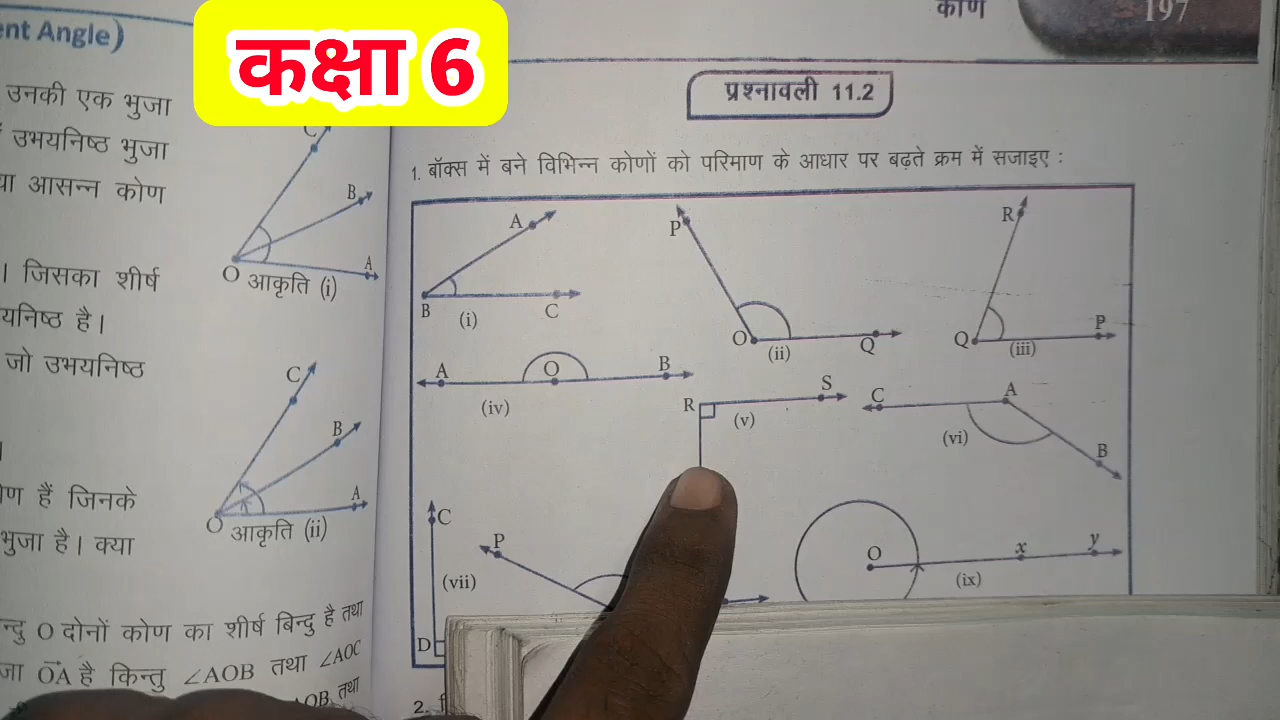 कक्षा 6
ent Angle)
उनकी एक भुजा
उभयनिष्ठ भुजा
या आसन्न कोण
C
B
A
O आकृति (i)
। जिसका शीर्ष
यनिष्ठ है।
जो उभयनिष्ठ
C
B
A
O आकृति (ii)
ोण हैं जिनके
भुजा है। क्या
न्दु O दोनों कोण का शीर्ष बिन्दु है तथा
जा OA है किन्तु ∠AOB तथा ∠AOC
AOB तथा
कोण 197
प्रश्नावली 11.2
1. बॉक्स में बने विभिन्न कोणों को परिमाण के आधार पर बढ़ते क्रम में सजाइए :
A
B (i) C
P
O (ii) Q
R
Q (iii) P
A O B
(iv)
R S
(v)
C A
(vi) B
C
(vii)
D
P
O x y
(ix)
2.